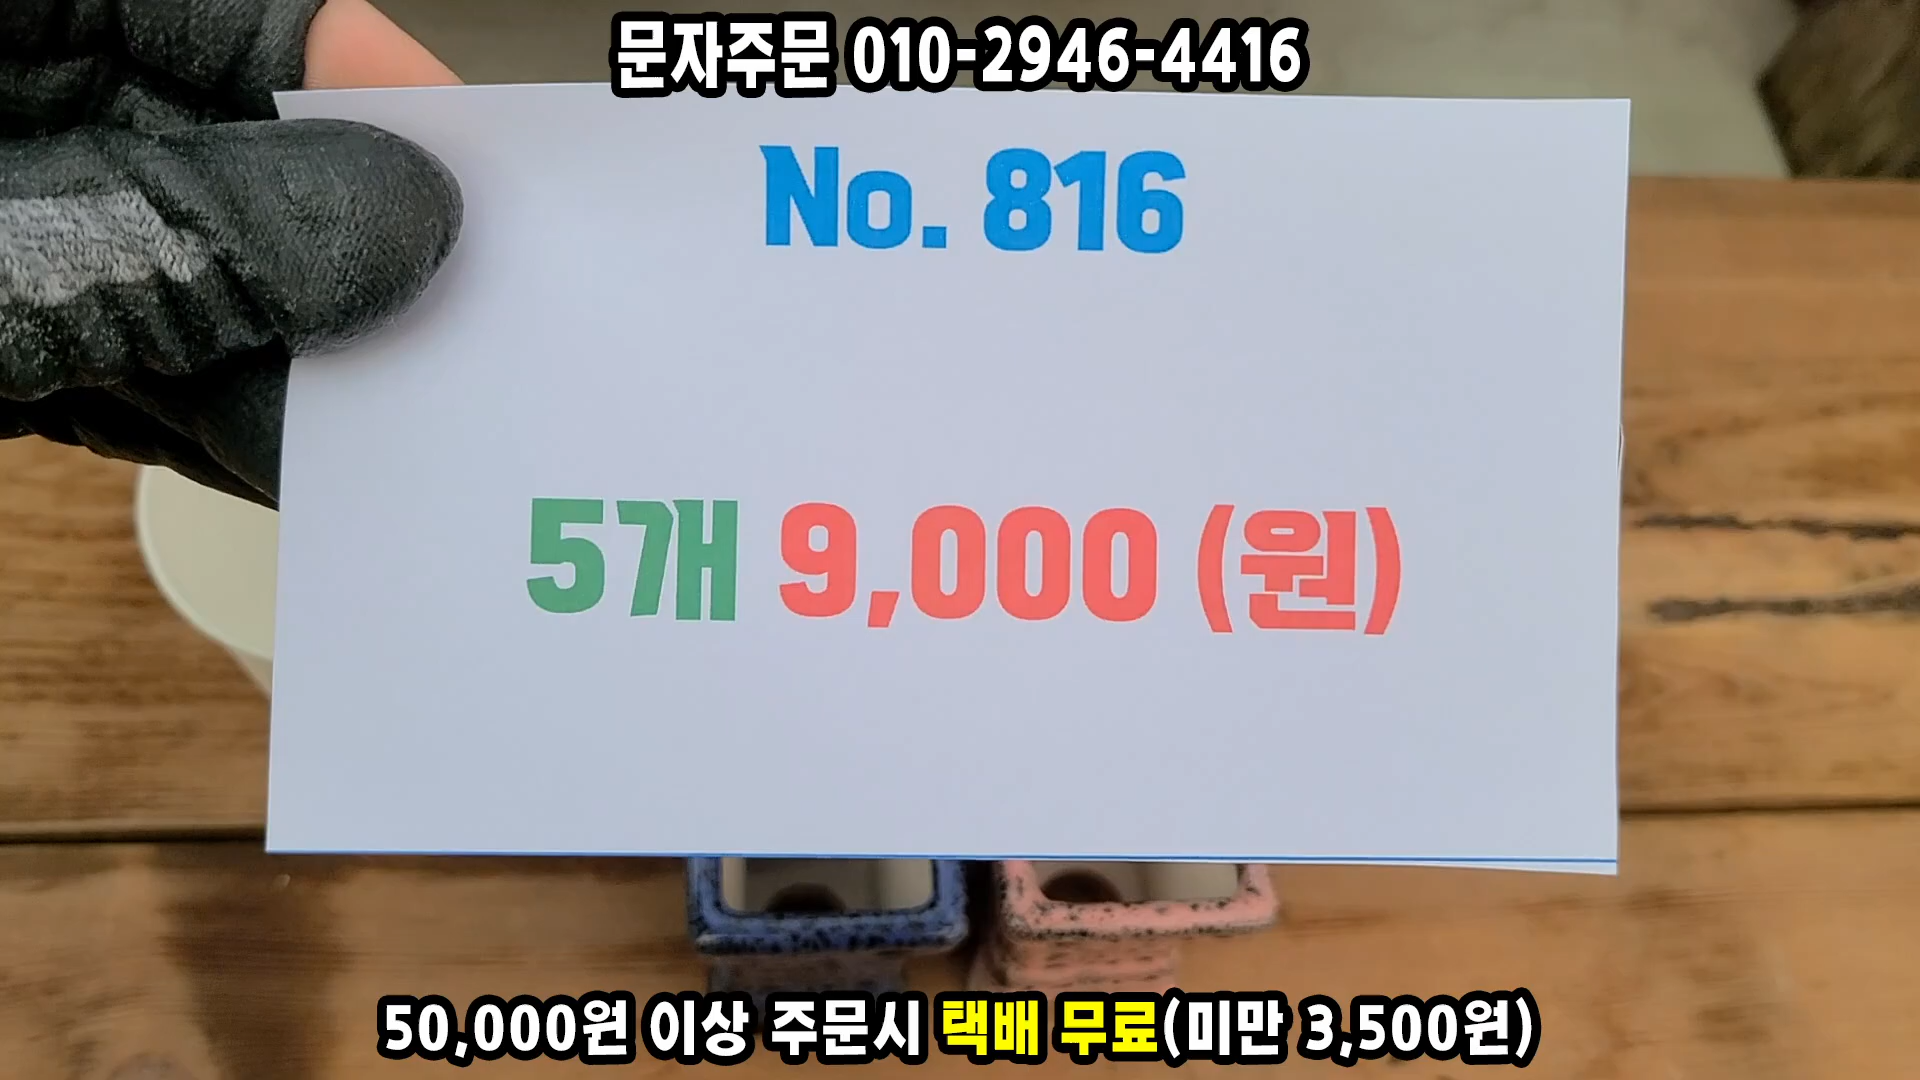 문자주문 010-2946-4416
No. 816
5개 9,000 (원)
50,000원 이상 주문시 택배 무료(미만 3,500원)